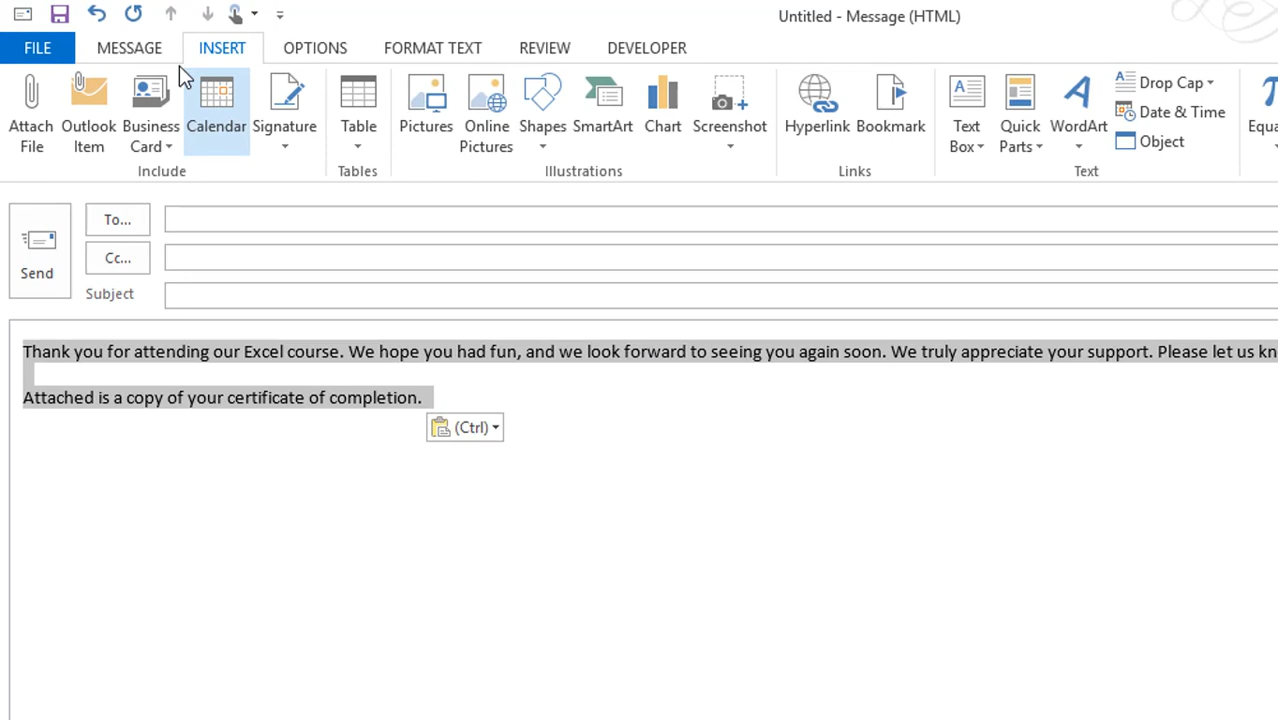 Untitled - Message (HTML)
FILE MESSAGE INSERT OPTIONS FORMAT TEXT REVIEW DEVELOPER
Attach File
Outlook Item
Business Card
Calendar
Signature
Table
Pictures
Online Pictures
Shapes
SmartArt
Chart
Screenshot
Hyperlink
Bookmark
Text Box
Quick Parts
WordArt
Drop Cap
Date & Time
Object
Include Tables Illustrations Links Text
Send
To...
Cc...
Subject
Thank you for attending our Excel course. We hope you had fun, and we look forward to seeing you again soon. We truly appreciate your support. Please let us
Attached is a copy of your certificate of completion.
(Ctrl)